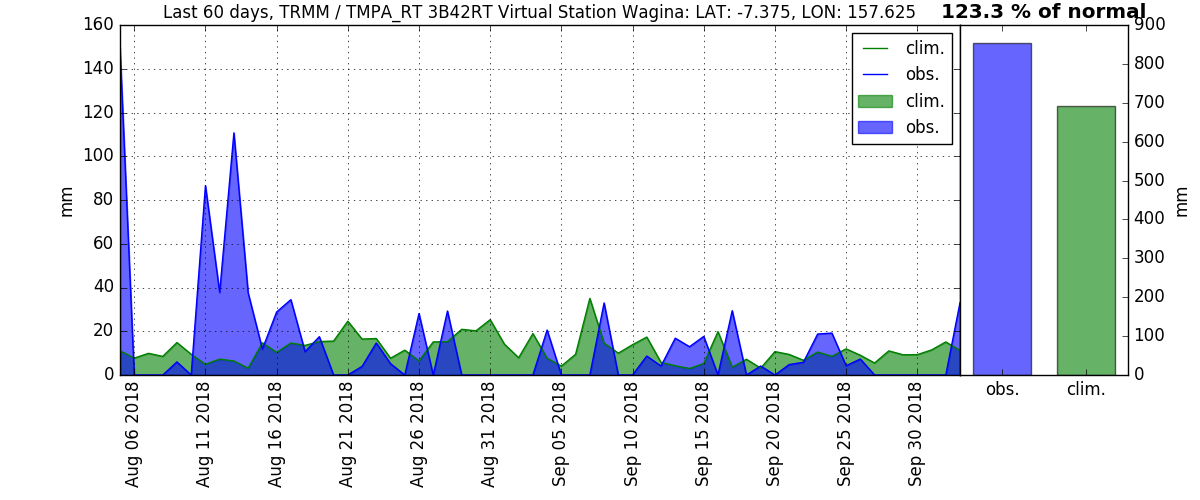 Last 60 days, TRMM / TMPA_RT 3B42RT Virtual Station Wagina: LAT: -7.375, LON: 157.625
123.3 % of normal
160
140
120
100
80
60
40
20
0
mm
clim.
obs.
clim.
obs.
Aug 06 2018
Aug 11 2018
Aug 16 2018
Aug 21 2018
Aug 26 2018
Aug 31 2018
Sep 05 2018
Sep 10 2018
Sep 15 2018
Sep 20 2018
Sep 25 2018
Sep 30 2018
900
800
700
600
500
400
300
200
100
0
mm
obs.
clim.